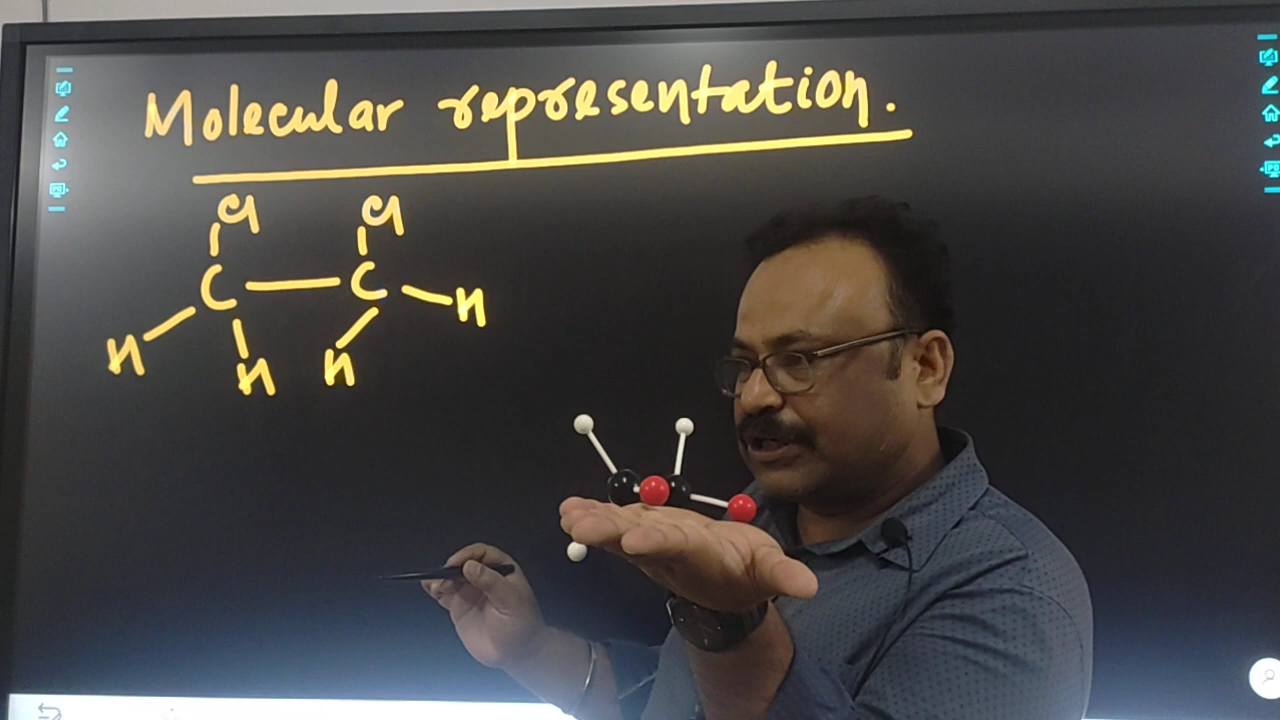 Molecular representation.
Cl Cl
C C H
H H H